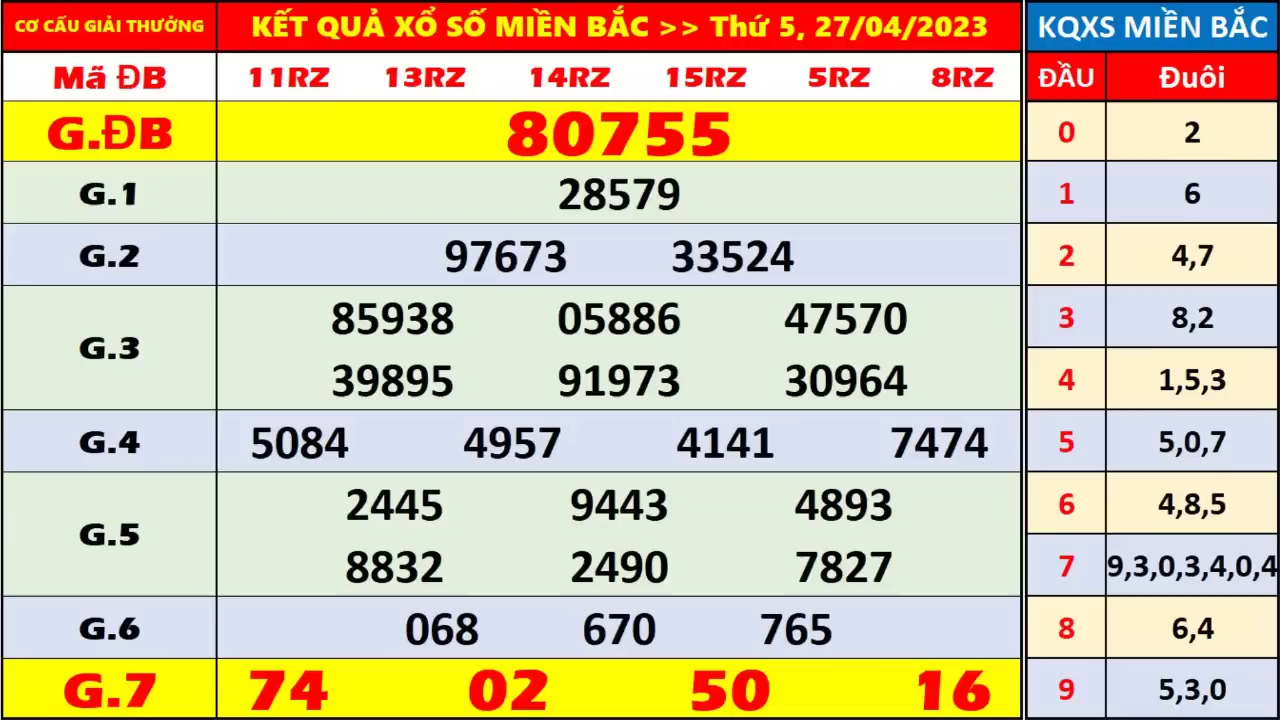 CƠ CẤU GIẢI THƯỞNG KẾT QUẢ XỔ SỐ MIỀN BẮC >> Thứ 5, 27/04/2023
Mã ĐB 11RZ 13RZ 14RZ 15RZ 5RZ 8RZ
G.ĐB 80755
G.1 28579
G.2 97673 33524
G.3
85938 05886 47570
39895 91973 30964
G.4 5084 4957 4141 7474
G.5
2445 9443 4893
8832 2490 7827
G.6 068 670 765
G.7 74 02 50 16
KQXS MIỀN BẮC
ĐẦU Đuôi
0 2
1 6
2 4,7
3 8,2
4 1,5,3
5 5,0,7
6 4,8,5
7 9,3,0,3,4,0,4
8 6,4
9 5,3,0